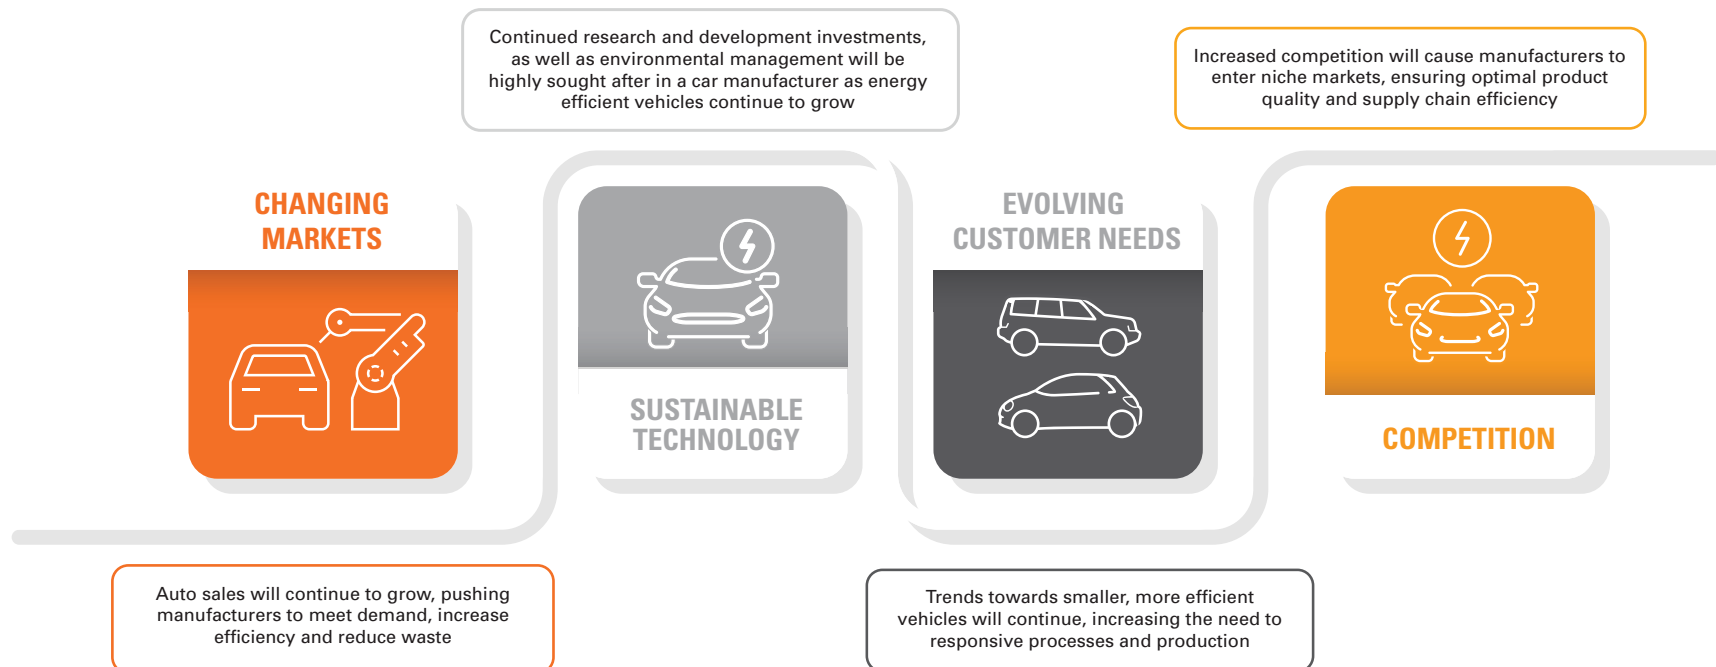 CHANGING
MARKETS
Auto sales will continue to grow, pushing
manufacturers to meet demand, increase
efficiency and reduce waste
Continued research and development investments,
as well as environmental management will be
highly sought after in a car manufacturer as energy
efficient vehicles continue to grow
SUSTAINABLE
TECHNOLOGY
EVOLVING
CUSTOMER NEEDS
Trends towards smaller, more efficient
vehicles will continue, increasing the need to
responsive processes and production
Increased competition will cause manufacturers to
enter niche markets, ensuring optimal product
quality and supply chain efficiency
COMPETITION